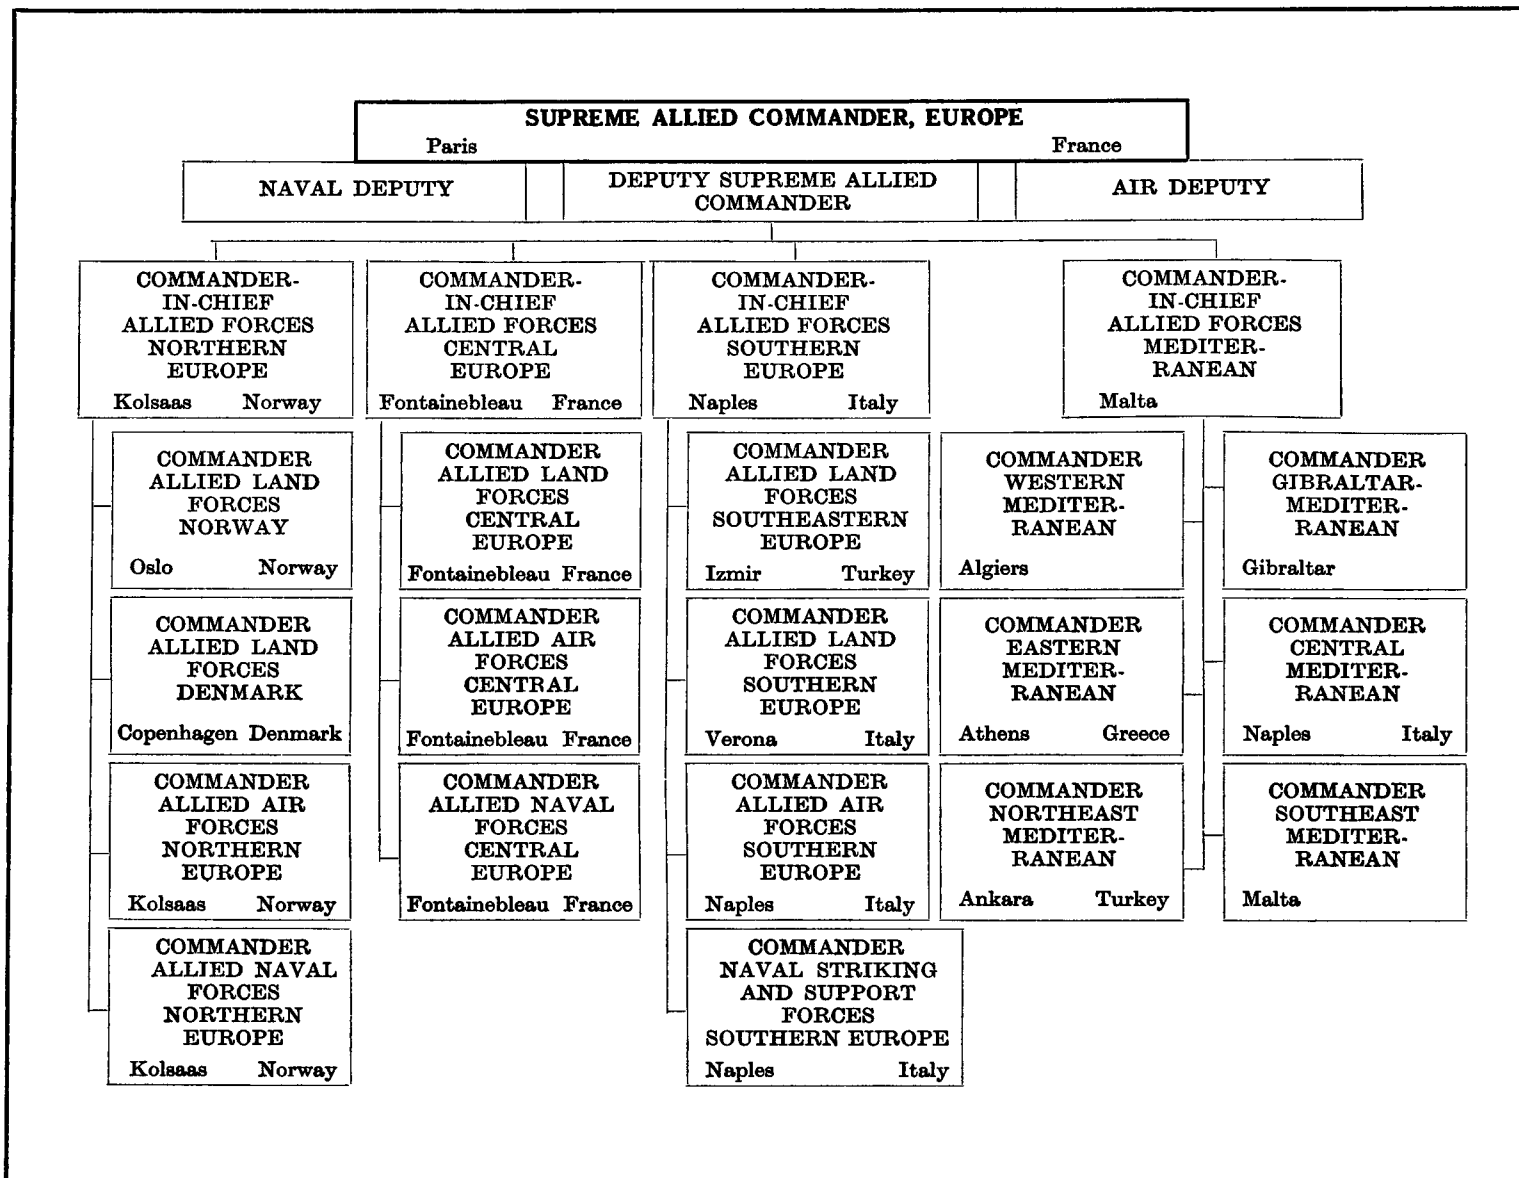 SUPREME ALLIED COMMANDER, EUROPE
Paris France
NAVAL DEPUTY
DEPUTY SUPREME ALLIED
COMMANDER
AIR DEPUTY
COMMANDER-
IN-CHIEF
ALLIED FORCES
NORTHERN
EUROPE
Kolsaas Norway
COMMANDER-
IN-CHIEF
ALLIED FORCES
CENTRAL
EUROPE
Fontainebleau France
COMMANDER-
IN-CHIEF
ALLIED FORCES
SOUTHERN
EUROPE
Naples Italy
COMMANDER-
IN-CHIEF
ALLIED FORCES
MEDITER-
RANEAN
Malta
COMMANDER
ALLIED LAND
FORCES
NORWAY
Oslo Norway
COMMANDER
ALLIED LAND
FORCES
DENMARK
Copenhagen Denmark
COMMANDER
ALLIED AIR
FORCES
NORTHERN
EUROPE
Kolsaas Norway
COMMANDER
ALLIED NAVAL
FORCES
NORTHERN
EUROPE
Kolsaas Norway
COMMANDER
ALLIED LAND
FORCES
CENTRAL
EUROPE
Fontainebleau France
COMMANDER
ALLIED AIR
FORCES
CENTRAL
EUROPE
Fontainebleau France
COMMANDER
ALLIED NAVAL
FORCES
CENTRAL
EUROPE
Fontainebleau France
COMMANDER
ALLIED LAND
FORCES
SOUTHEASTERN
EUROPE
Izmir Turkey
COMMANDER
ALLIED LAND
FORCES
SOUTHERN
EUROPE
Verona Italy
COMMANDER
ALLIED AIR
FORCES
SOUTHERN
EUROPE
Naples Italy
COMMANDER
NAVAL STRIKING
AND SUPPORT
FORCES
SOUTHERN EUROPE
Naples Italy
COMMANDER
WESTERN
MEDITER-
RANEAN
Algiers
COMMANDER
EASTERN
MEDITER-
RANEAN
Athens Greece
COMMANDER
NORTHEAST
MEDITER-
RANEAN
Ankara Turkey
COMMANDER
GIBRALTAR-
MEDITER-
RANEAN
Gibraltar
COMMANDER
CENTRAL
MEDITER-
RANEAN
Naples Italy
COMMANDER
SOUTHEAST
MEDITER-
RANEAN
Malta